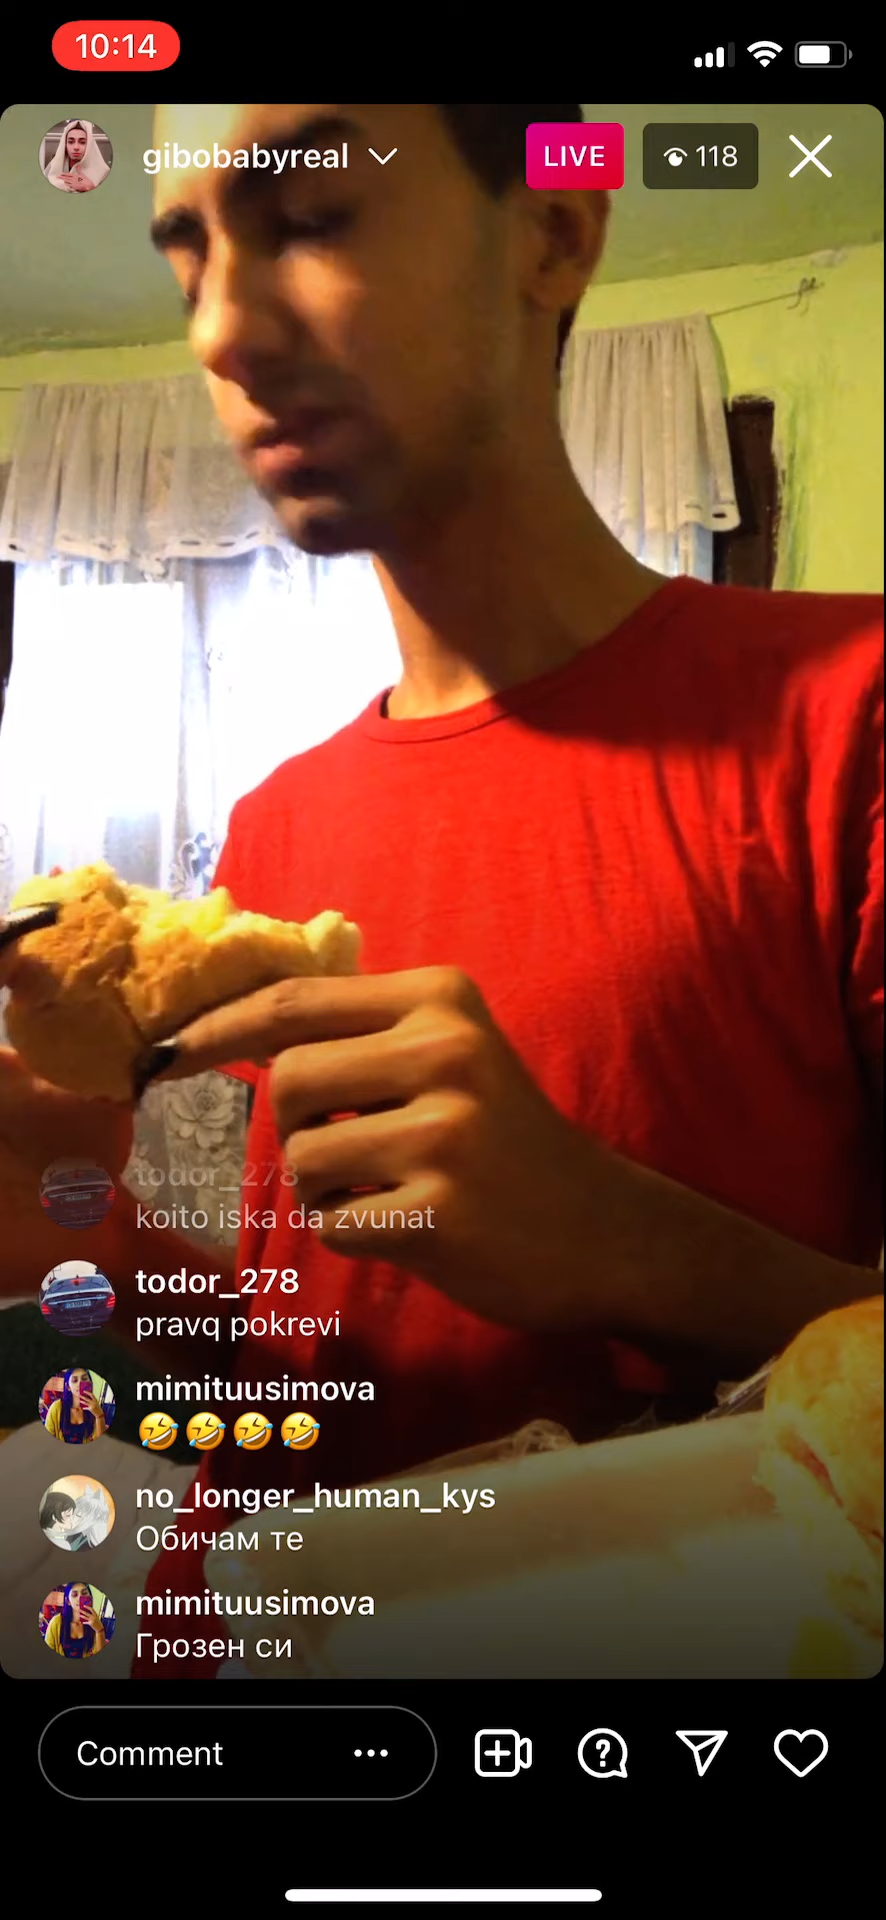 10:14
gibobabyreal
LIVE
118
todor_278
koito iska da zvunat
todor_278
pravq pokrevi
mimituusimova
🤣🤣🤣🤣
no_longer_human_kys
Обичам те
mimituusimova
Грозен си
Comment